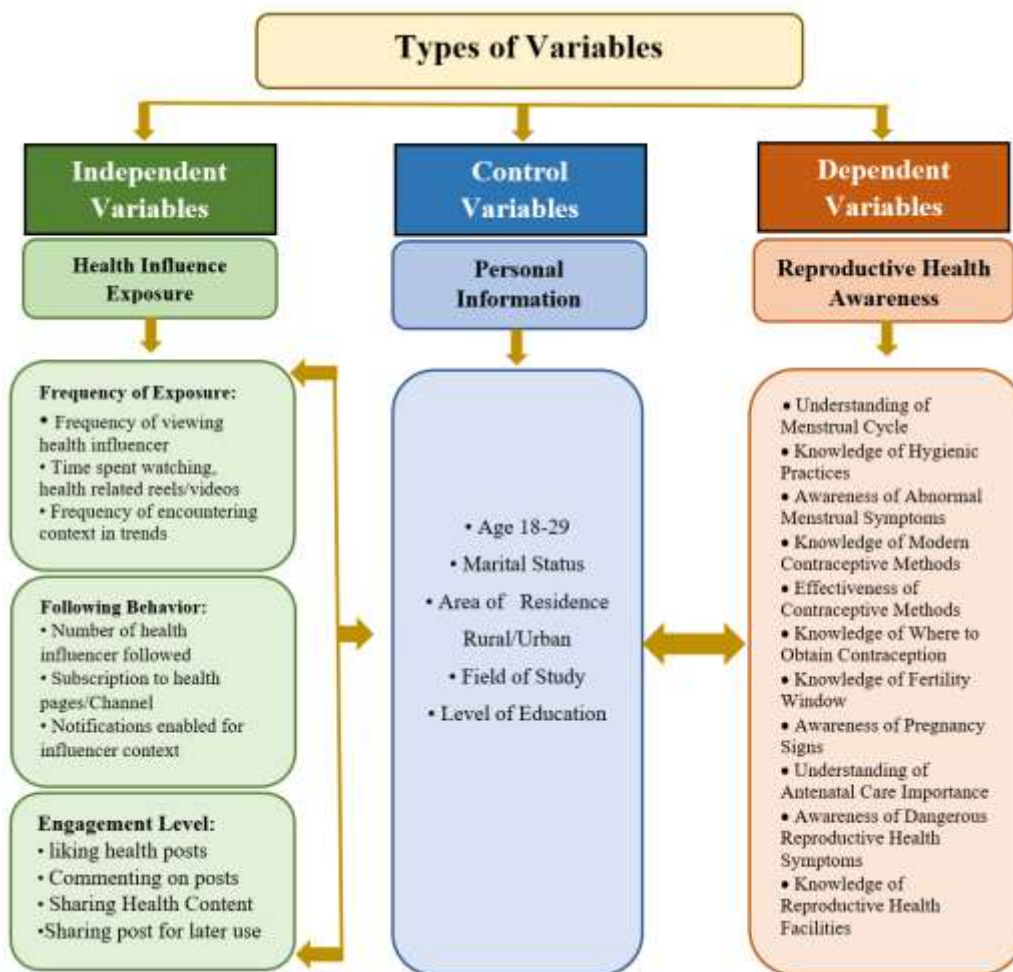 Types of Variables
Independent
Variables
Health Influence
Exposure
Frequency of Exposure:
• Frequency of viewing
health influencer
• Time spent watching,
health related reels/videos
• Frequency of encountering
context in trends
Following Behavior:
• Number of health
influencer followed
• Subscription to health
pages/Channel
• Notifications enabled for
influencer context
Engagement Level:
• liking health posts
• Commenting on posts
• Sharing Health Content
•Sharing post for later use
Control
Variables
Personal
Information
• Age 18-29
• Marital Status
• Area of Residence
Rural/Urban
• Field of Study
• Level of Education
Dependent
Variables
Reproductive Health
Awareness
● Understanding of
Menstrual Cycle
● Knowledge of Hygienic
Practices
● Awareness of Abnormal
Menstrual Symptoms
● Knowledge of Modern
Contraceptive Methods
● Effectiveness of
Contraceptive Methods
● Knowledge of Where to
Obtain Contraception
● Knowledge of Fertility
Window
● Awareness of Pregnancy
Signs
● Understanding of
Antenatal Care Importance
● Awareness of Dangerous
Reproductive Health
Symptoms
● Knowledge of
Reproductive Health
Facilities